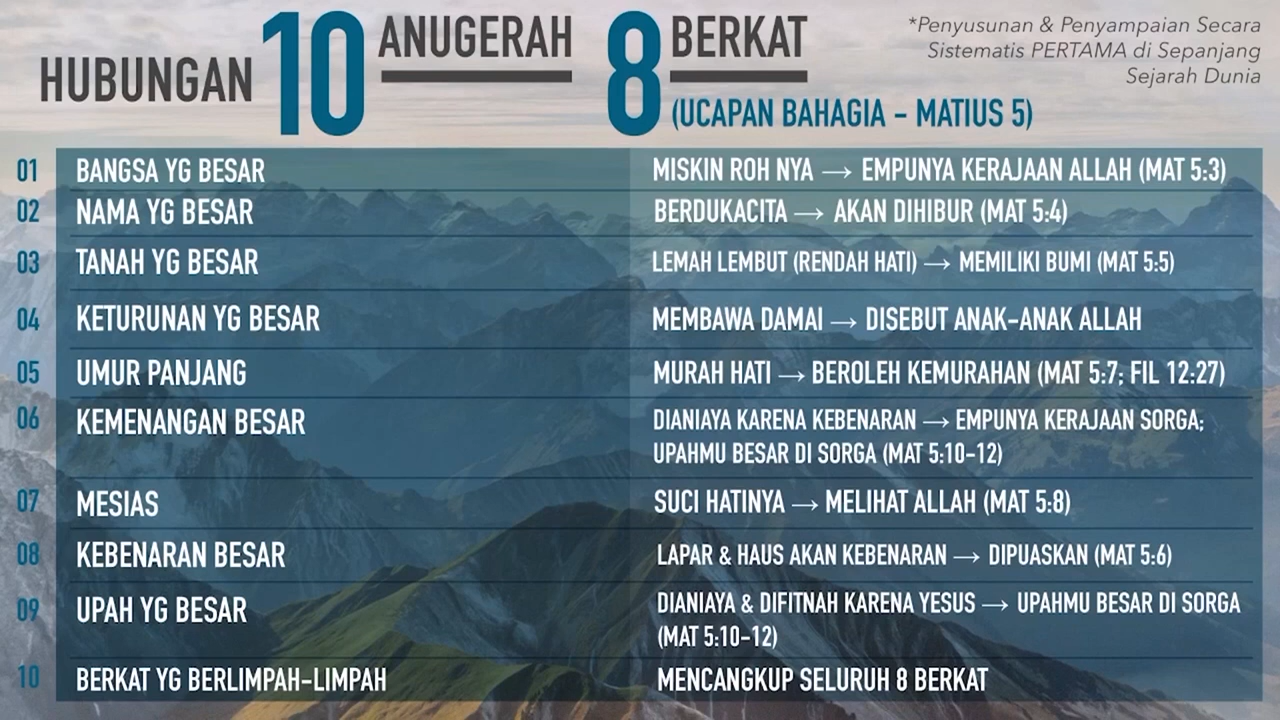 HUBUNGAN 10 ANUGERAH 8 BERKAT
(UCAPAN BAHAGIA - MATIUS 5)
*Penyusunan & Penyampaian Secara
Sistematis PERTAMA di Sepanjang
Sejarah Dunia
01 BANGSA YG BESAR MISKIN ROH NYA → EMPUNYA KERAJAAN ALLAH (MAT 5:3)
02 NAMA YG BESAR BERDUKACITA → AKAN DIHIBUR (MAT 5:4)
03 TANAH YG BESAR LEMAH LEMBUT (RENDAH HATI) → MEMILIKI BUMI (MAT 5:5)
04 KETURUNAN YG BESAR MEMBAWA DAMAI → DISEBUT ANAK-ANAK ALLAH
05 UMUR PANJANG MURAH HATI → BEROLEH KEMURAHAN (MAT 5:7; FIL 12:27)
06 KEMENANGAN BESAR DIANIAYA KARENA KEBENARAN → EMPUNYA KERAJAAN SORGA;
UPAHMU BESAR DI SORGA (MAT 5:10-12)
07 MESIAS SUCI HATINYA → MELIHAT ALLAH (MAT 5:8)
08 KEBENARAN BESAR LAPAR & HAUS AKAN KEBENARAN → DIPUASKAN (MAT 5:6)
09 UPAH YG BESAR DIANIAYA & DIFITNAH KARENA YESUS → UPAHMU BESAR DI SORGA
(MAT 5:10-12)
10 BERKAT YG BERLIMPAH-LIMPAH MENCANGKUP SELURUH 8 BERKAT